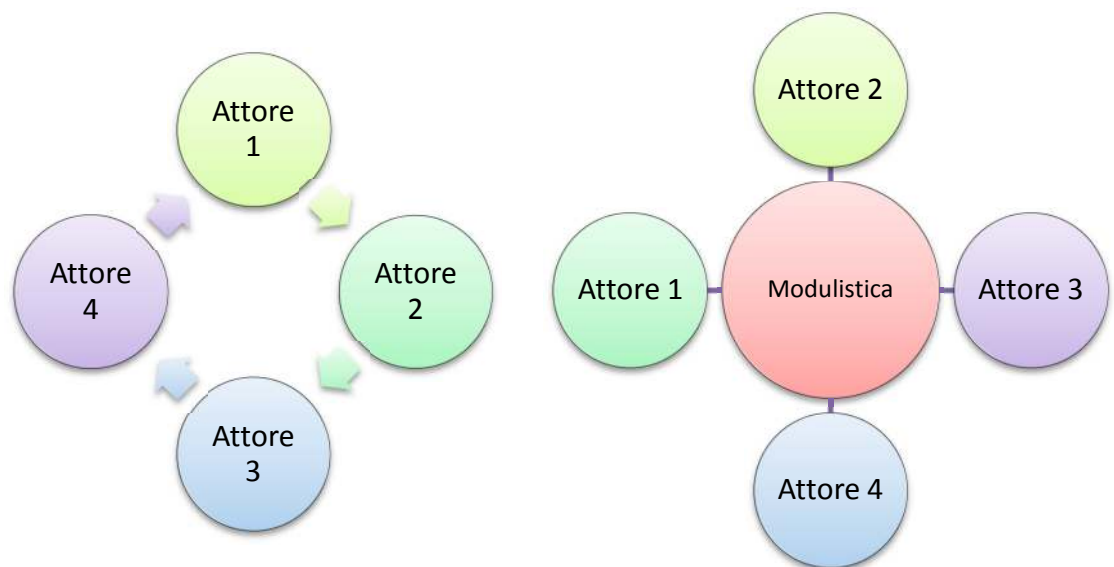 Attore
1
Attore
2
Attore
3
Attore
4
Attore 2
Attore 1
Modulistica
Attore 3
Attore 4